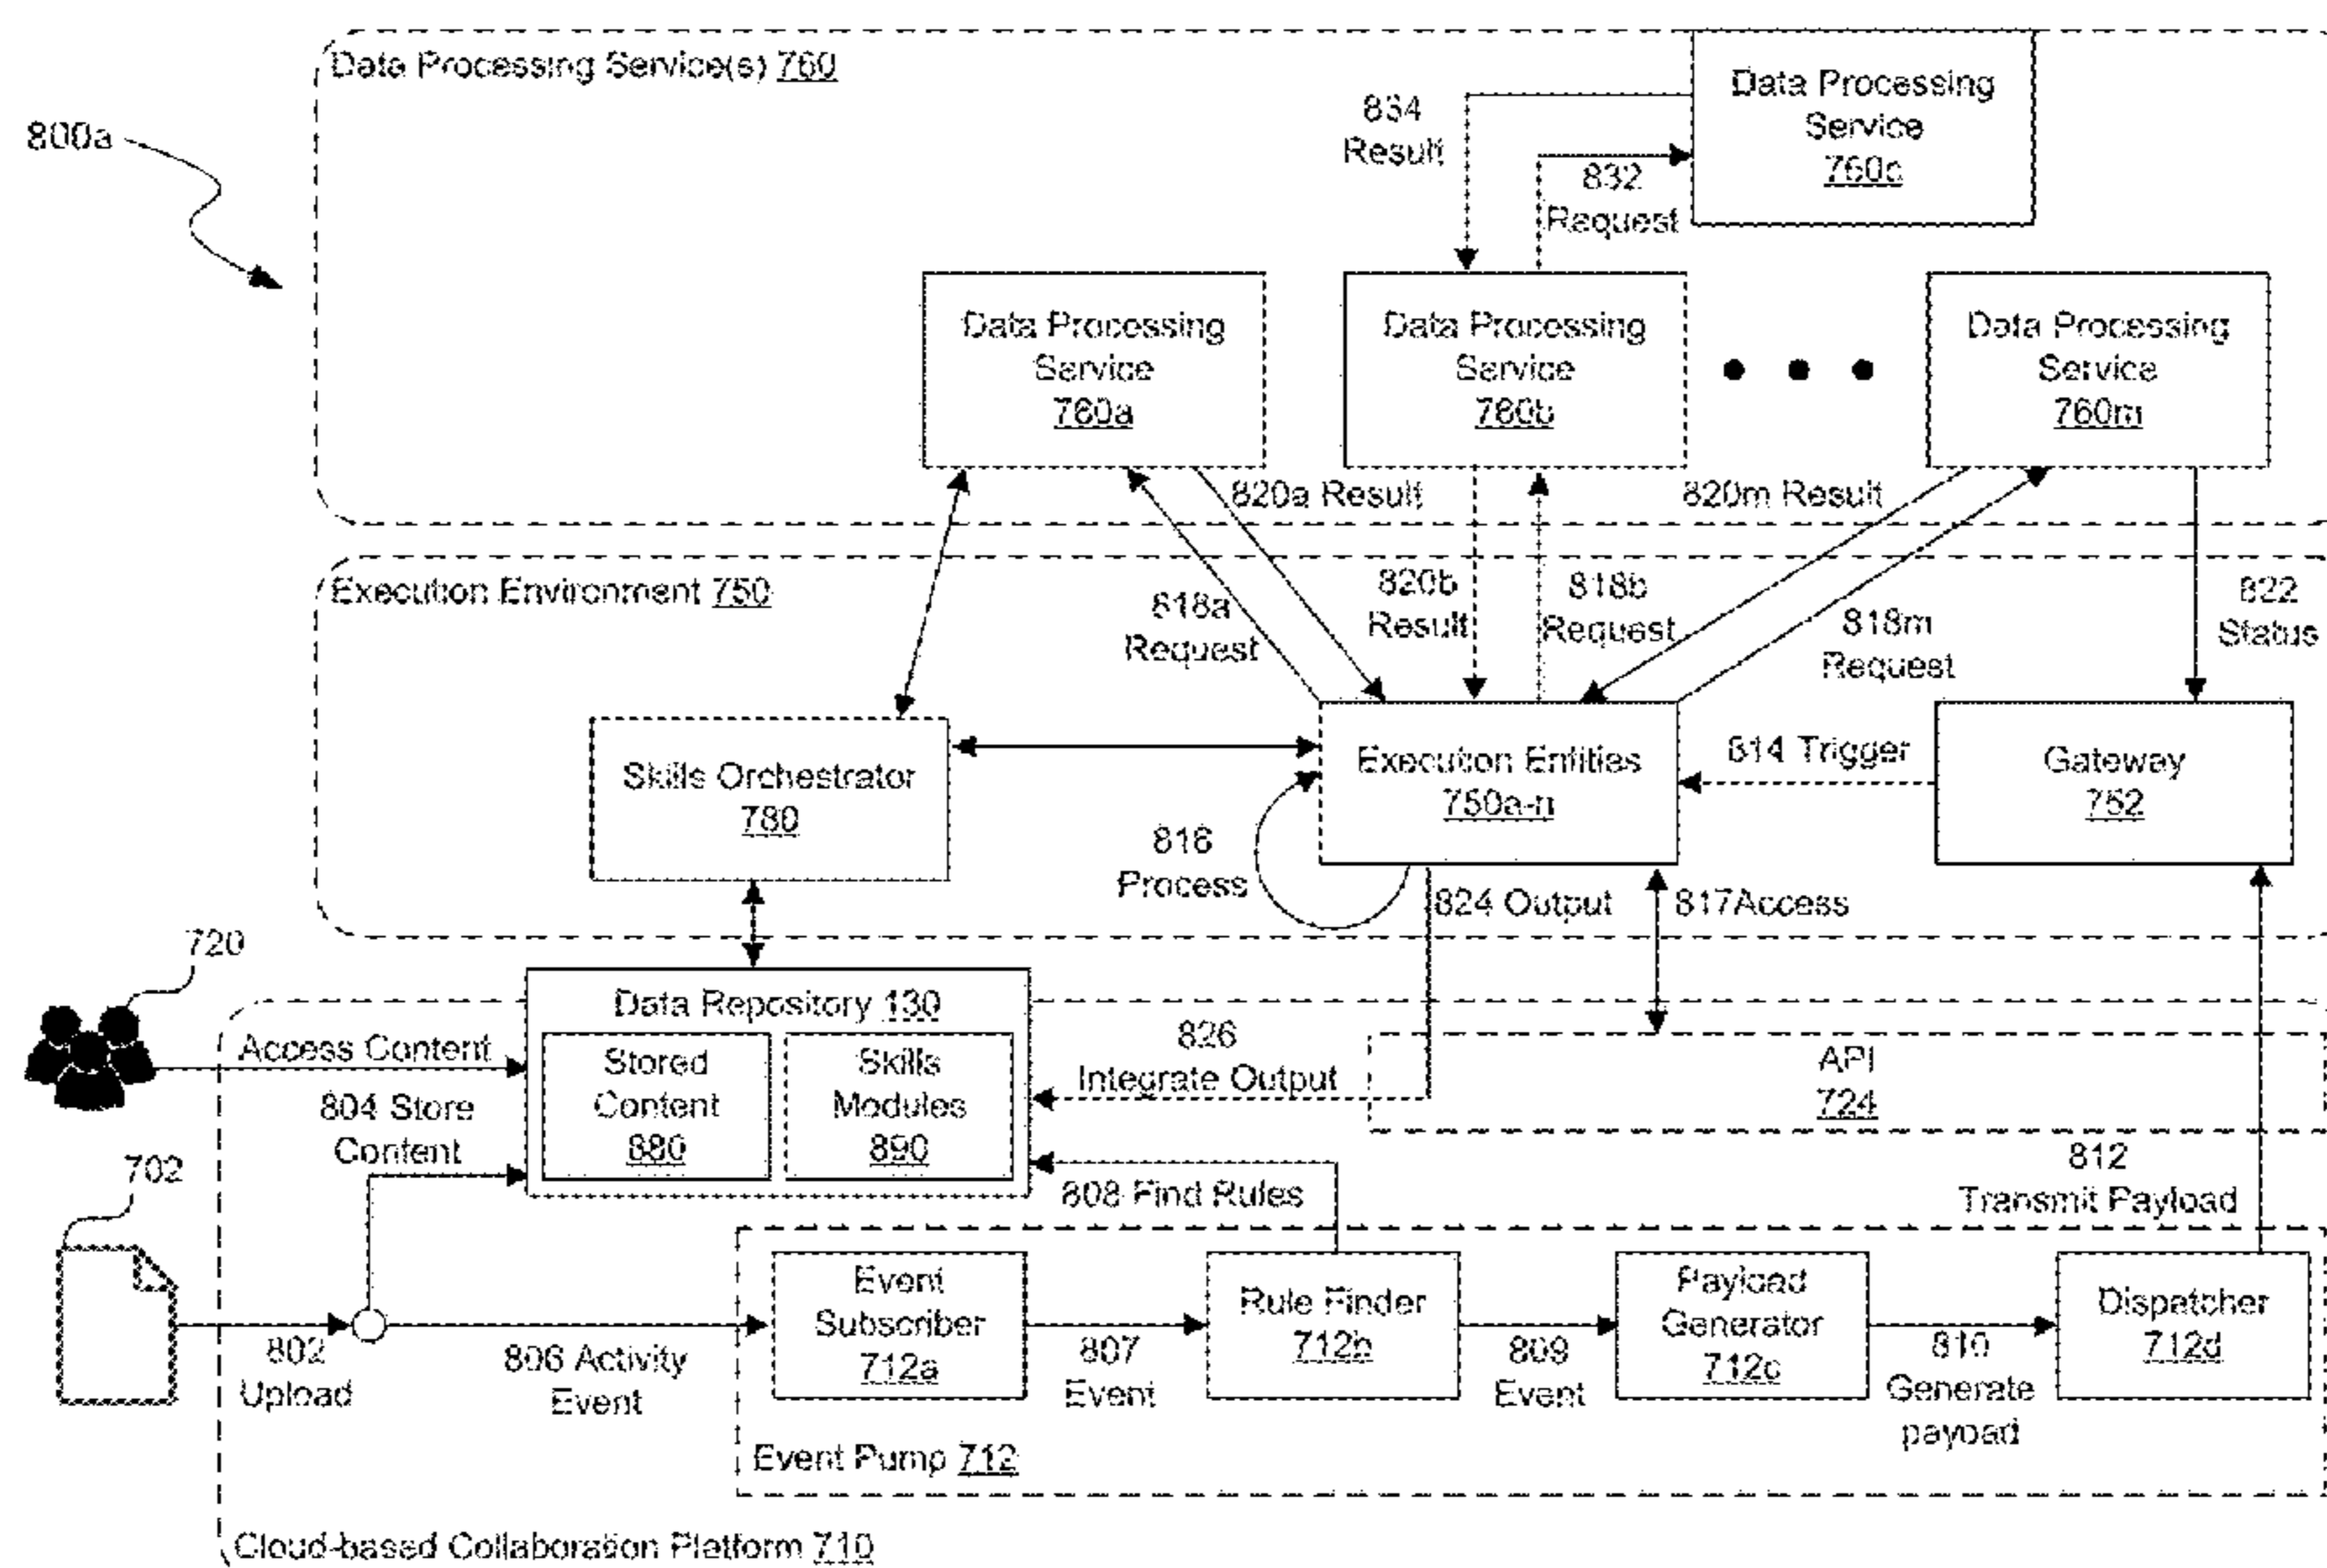 Data Processing Service(s) 760
800a
834
Result
832
Request
Data Processing
Service
760c
Data Processing
Service
760a
Data Processing
Service
760b
Data Processing
Service
760m
820a Result
820m Result
Execution Environment 750
818a
Request
820b
Result
818b
Request
818m
Request
822
Status
Skills Orchestrator
780
Execution Entities
750a-n
814 Trigger
Gateway
752
816
Process
824 Output
817Access
720
Data Repository 130
Access Content
Stored
Content
880
Skills
Modules
890
826
Integrate Output
API
724
804 Store
Content
702
808 Find Rules
812
Transmit Payload
802
Upload
806 Activity
Event
Event
Subscriber
712a
807
Event
Rule Finder
712b
809
Event
Payload
Generator
712c
810
Generate
payoad
Dispatcher
712d
Event Pump 712
Cloud-based Collaboration Platform 710